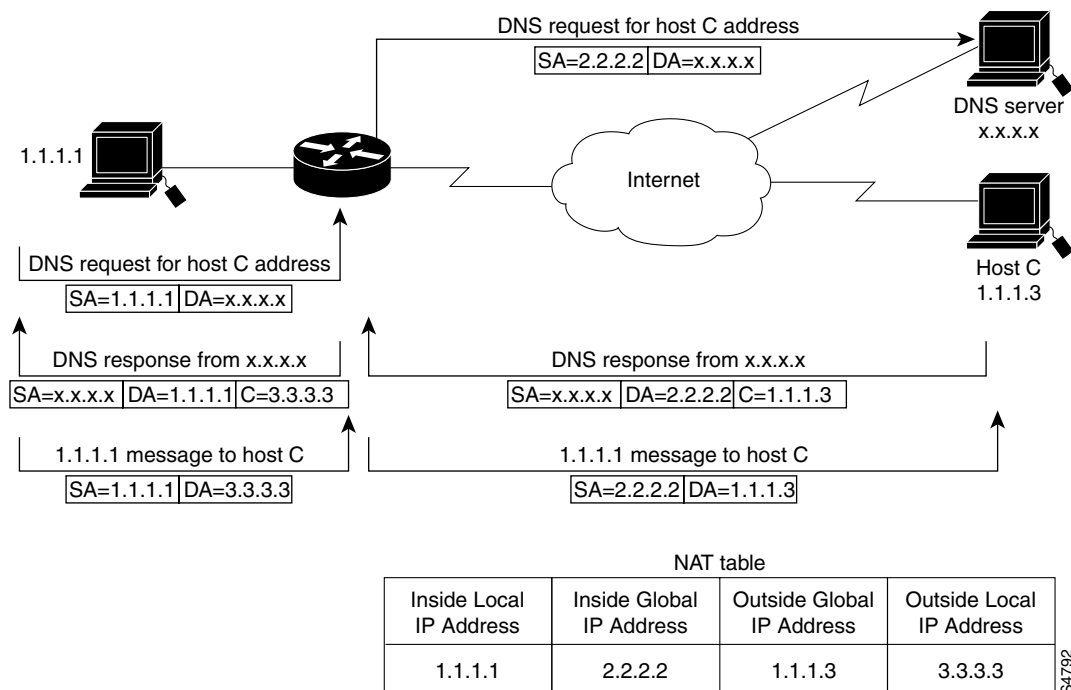 DNS request for host C address
SA=2.2.2.2 DA=x.x.x.x
DNS server
x.x.x.x
1.1.1.1
Internet
Host C
1.1.1.3
DNS request for host C address
SA=1.1.1.1 DA=x.x.x.x
DNS response from x.x.x.x
SA=x.x.x.x DA=1.1.1.1 C=3.3.3.3
DNS response from x.x.x.x
SA=x.x.x.x DA=2.2.2.2 C=1.1.1.3
1.1.1.1 message to host C
SA=1.1.1.1 DA=3.3.3.3
1.1.1.1 message to host C
SA=2.2.2.2 DA=1.1.1.3
NAT table
Inside Local
IP Address
Inside Global
IP Address
Outside Global
IP Address
Outside Local
IP Address
1.1.1.1
2.2.2.2
1.1.1.3
3.3.3.3